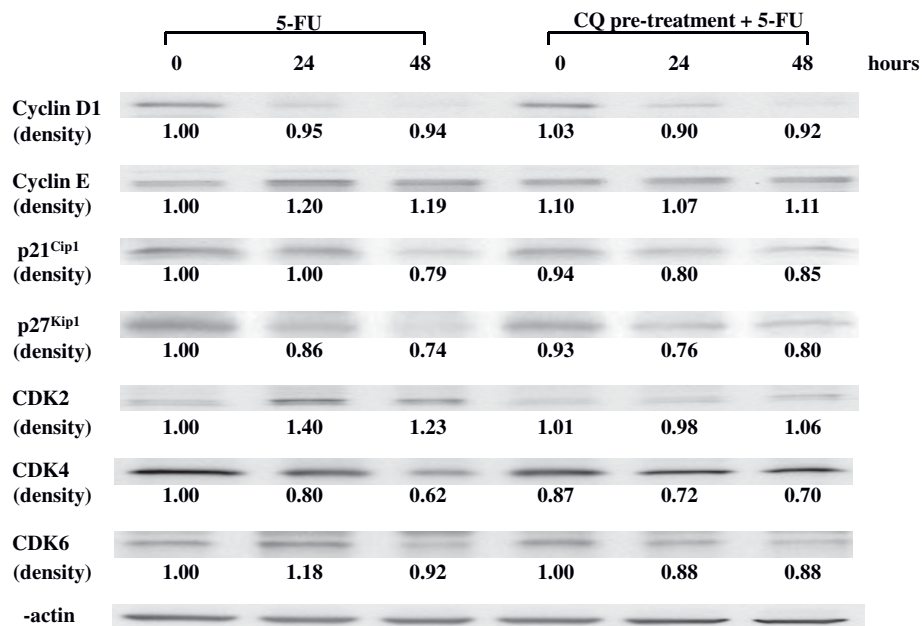 5-FU CQ pre-treatment + 5-FU
0 24 48 0 24 48 hours
Cyclin D1
(density) 1.00 0.95 0.94 1.03 0.90 0.92
Cyclin E
(density) 1.00 1.20 1.19 1.10 1.07 1.11
p21Cip1
(density) 1.00 1.00 0.79 0.94 0.80 0.85
p27Kip1
(density) 1.00 0.86 0.74 0.93 0.76 0.80
CDK2
(density) 1.00 1.40 1.23 1.01 0.98 1.06
CDK4
(density) 1.00 0.80 0.62 0.87 0.72 0.70
CDK6
(density) 1.00 1.18 0.92 1.00 0.88 0.88
-actin